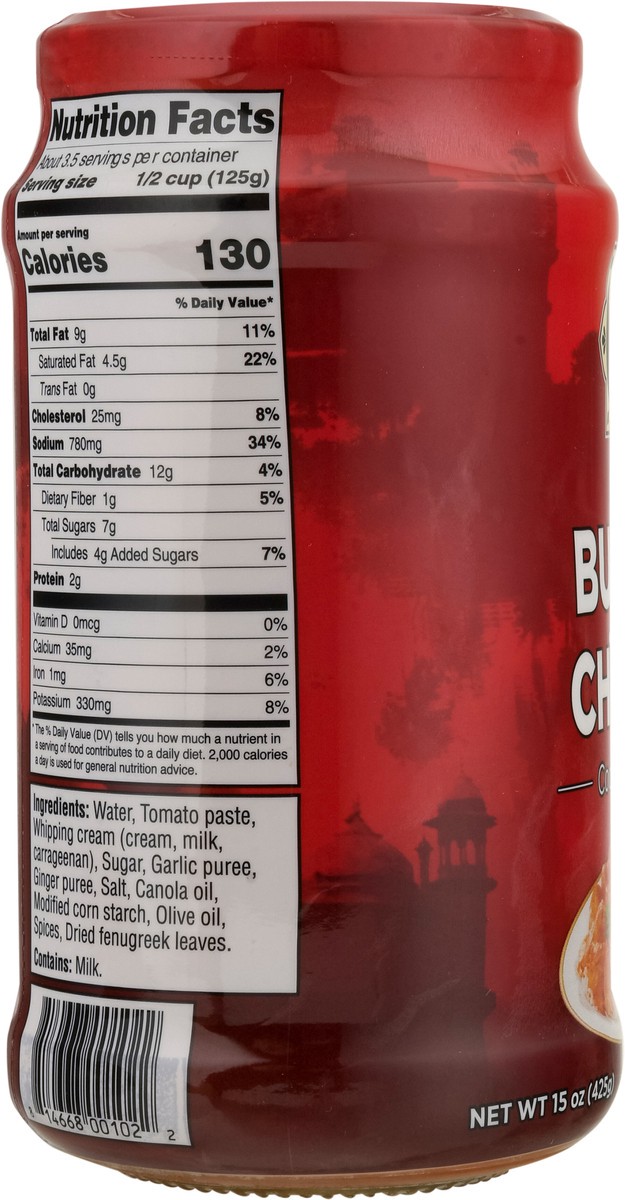 Nutrition Facts
About 3.5 servings per container
Serving size 1/2 cup (125g)
Amount per serving
Calories 130
% Daily Value*
Total Fat 9g 11%
Saturated Fat 4.5g 22%
Trans Fat 0g
Cholesterol 25mg 8%
Sodium 780mg 34%
Total Carbohydrate 12g 4%
Dietary Fiber 1g 5%
Total Sugars 7g
Includes 4g Added Sugars 7%
Protein 2g
Vitamin D 0mcg 0%
Calcium 35mg 2%
Iron 1mg 6%
Potassium 330mg 8%
*The % Daily Value (DV) tells you how much a nutrient in
a serving of food contributes to a daily diet. 2,000 calories
a day is used for general nutrition advice.
Ingredients: Water, Tomato paste,
Whipping cream (cream, milk,
carrageenan), Sugar, Garlic puree,
Ginger puree, Salt, Canola oil,
Modified corn starch, Olive oil,
Spices, Dried fenugreek leaves.
Contains: Milk.
8 14668 00102 2
BU
CH
Co
NET WT 15 oz (425g)